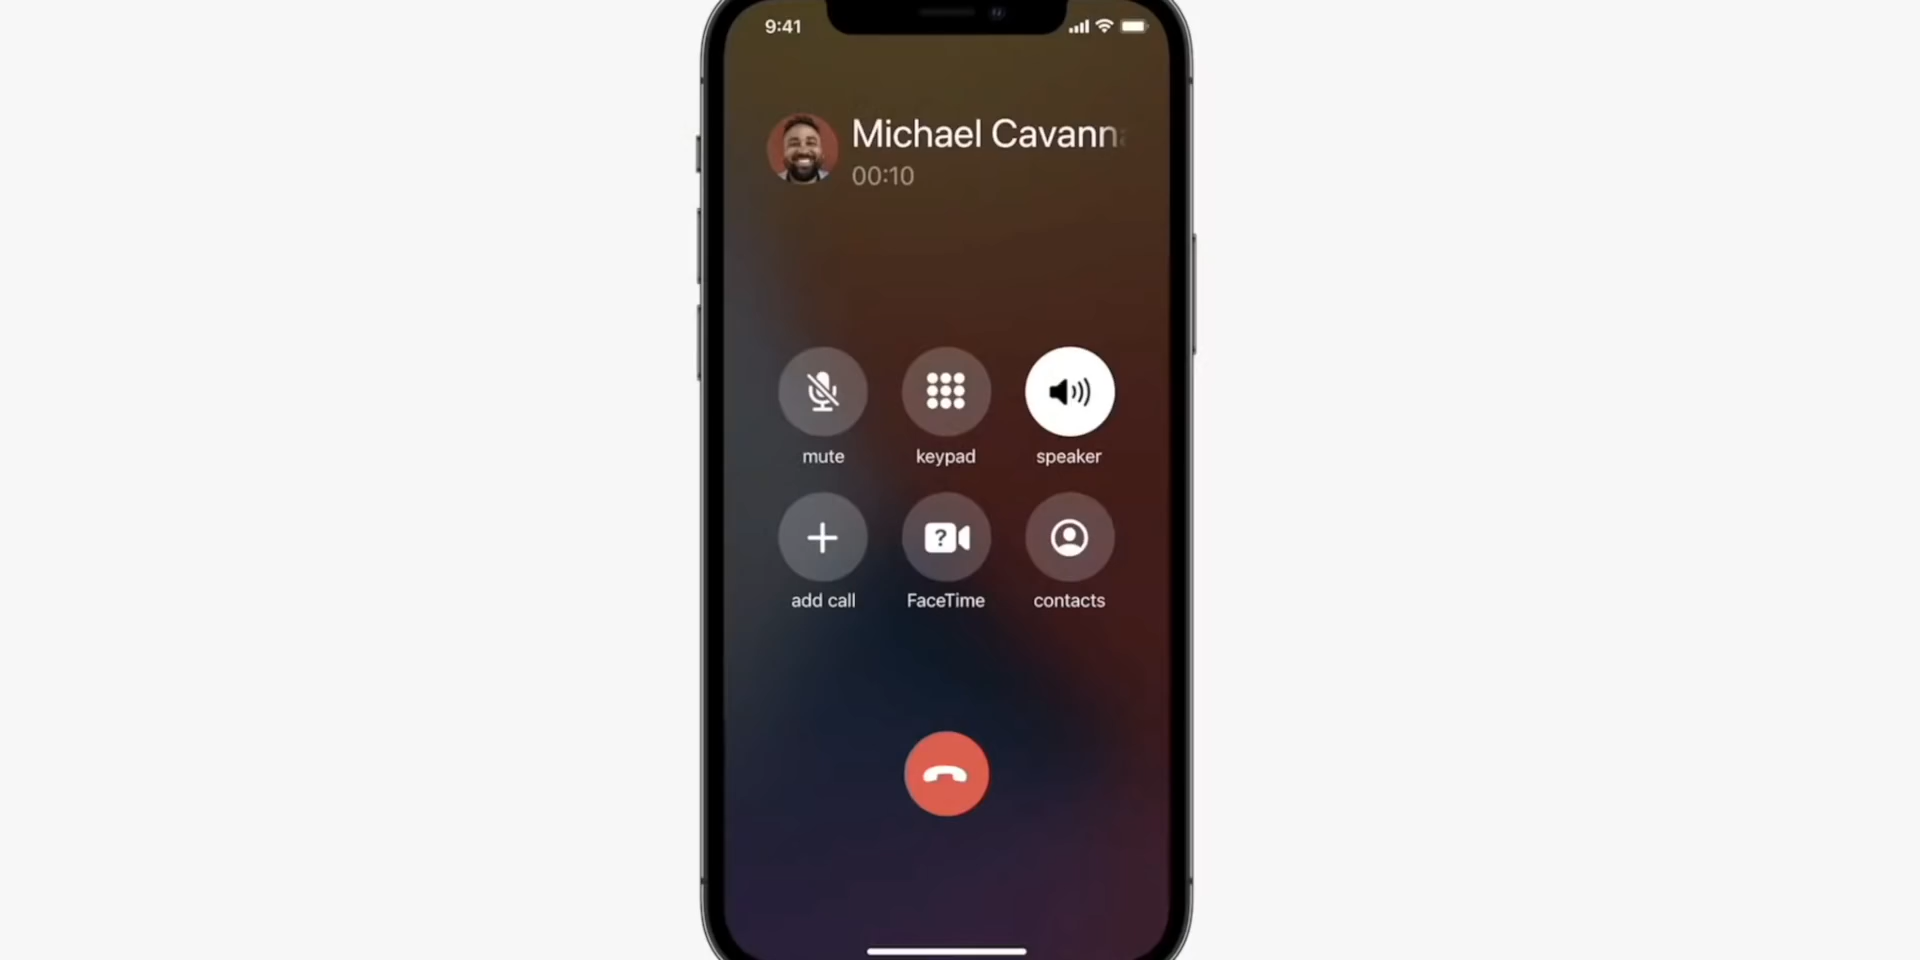 9:41
Michael Cavann
00:10
mute
keypad
speaker
add call
FaceTime
contacts